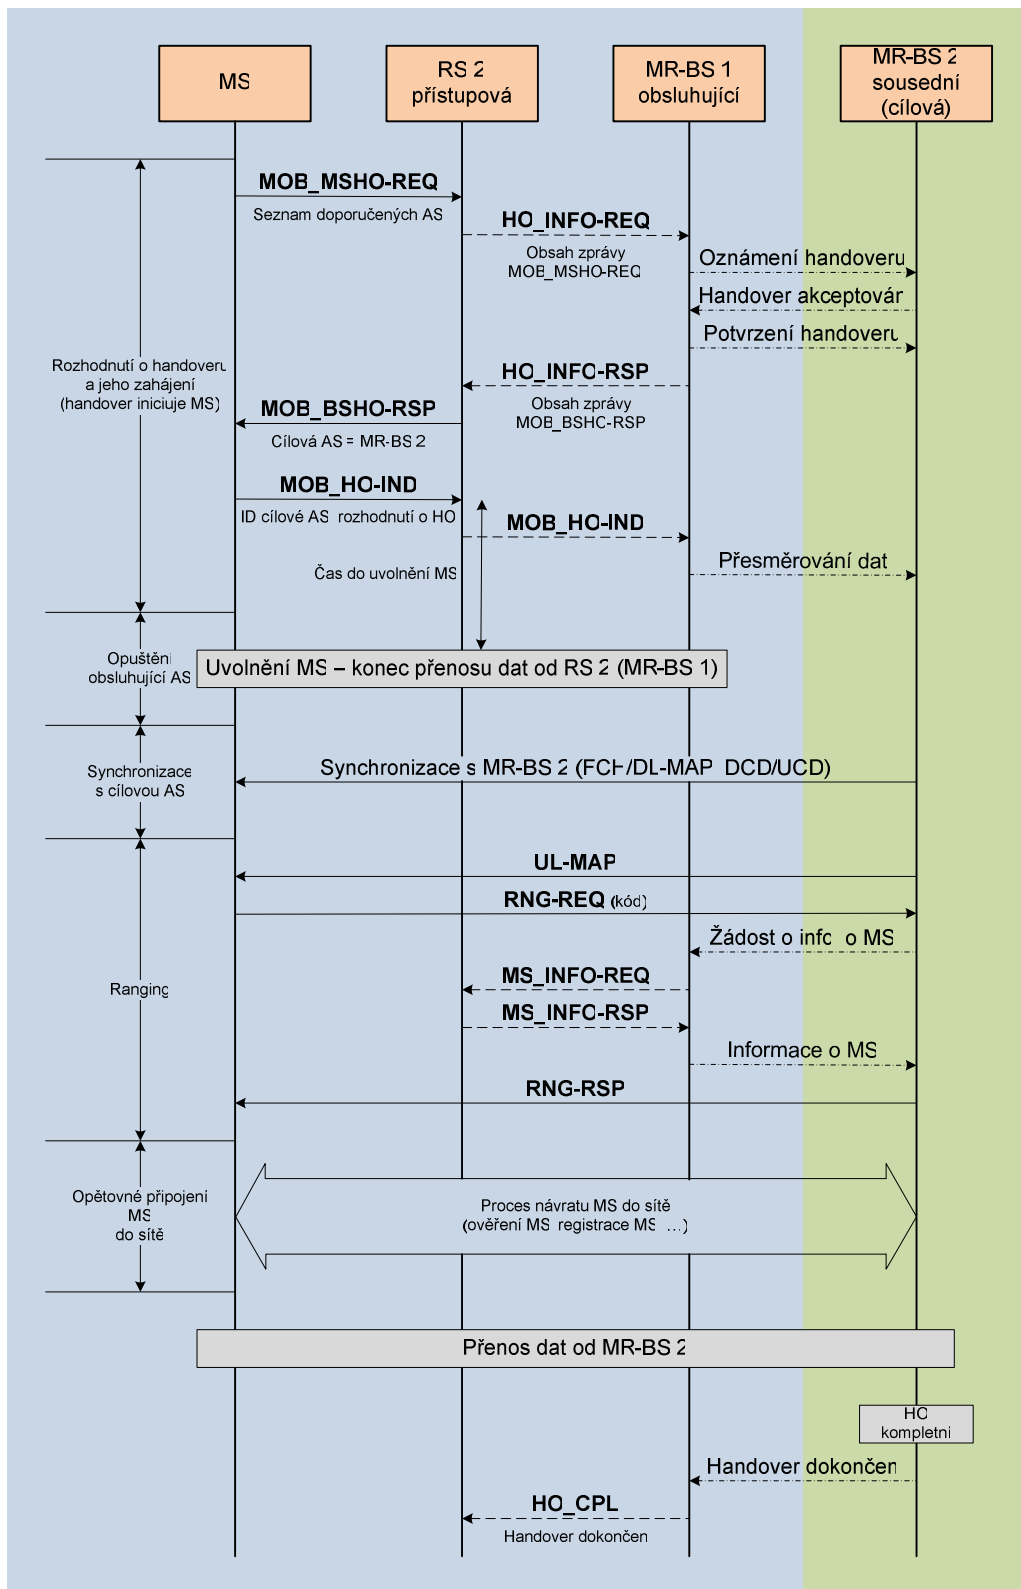 MS
RS 2
přístupová
MR-BS 1
obsluhující
MR-BS 2
sousední
(cílová)
MOB_MSHO-REQ
Seznam doporučených AS
HO_INFO-REQ
Obsah zprávy
MOB_MSHO-REQ
Oznámení handoveru
Handover akceptován
Potvrzení handoveru
Rozhodnutí o handoveru
a jeho zahájení
(handover iniciuje MS)
HO_INFO-RSP
Obsah zprávy
MOB_BSHO-RSP
MOB_BSHO-RSP
Cílová AS = MR-BS 2
MOB_HO-IND
ID cílové AS rozhodnutí o HO
MOB_HO-IND
Čas do uvolnění MS
Přesměrování dat
Opuštění
obsluhující AS
Uvolnění MS – konec přenosu dat od RS 2 (MR-BS 1)
Synchronizace
s cílovou AS
Synchronizace s MR-BS 2 (FCH/DL-MAP DCD/UCD)
UL-MAP
RNG-REQ (kód)
Žádost o info o MS
Ranging
MS_INFO-REQ
MS_INFO-RSP
Informace o MS
RNG-RSP
Opětovné připojení
MS
do sítě
Proces návratu MS do sítě
(ověření MS registrace MS …)
Přenos dat od MR-BS 2
HO
kompletní
Handover dokončen
HO_CPL
Handover dokončen